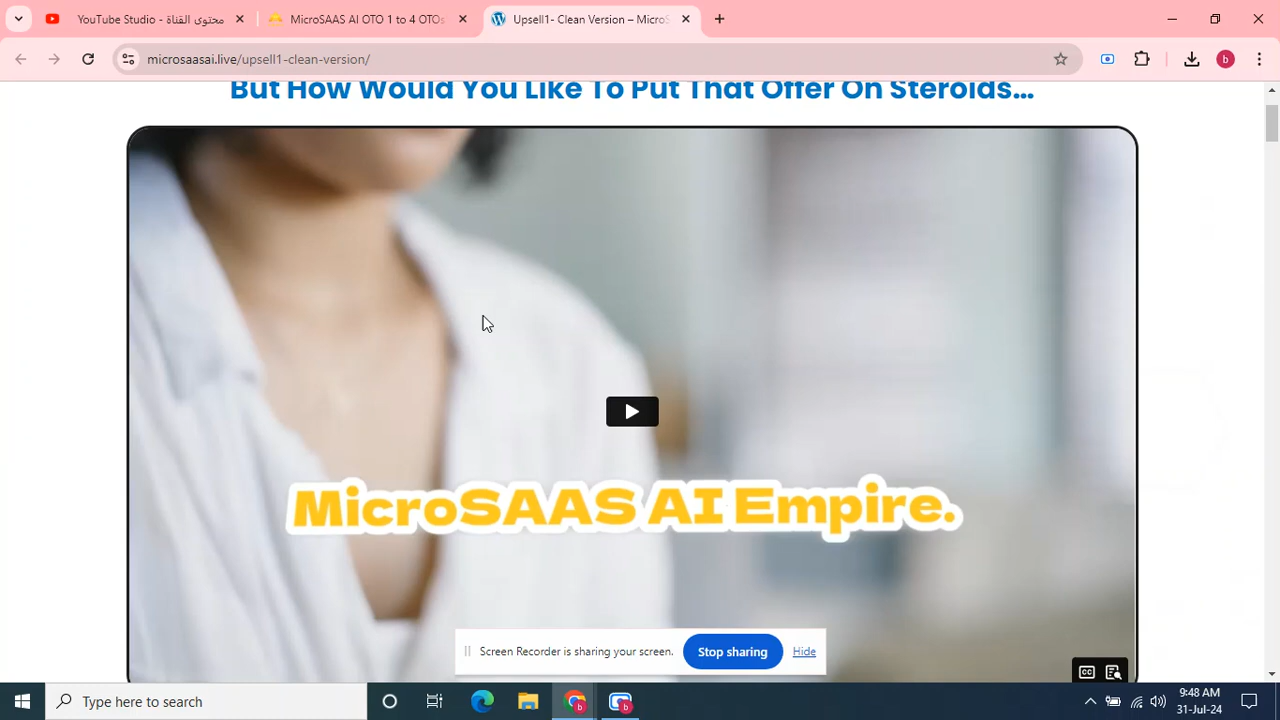 YouTube Studio - محتوى القناة
MicroSAAS AI OTO 1 to 4 OTOs
Upsell1- Clean Version – MicroS
microsaasai.live/upsell1-clean-version/
b
But How Would You Like To Put That Offer On Steroids...
MicroSAAS AI Empire.
Screen Recorder is sharing your screen.
Stop sharing
Hide
CC
Type here to search
b
b
9:48 AM
31-Jul-24